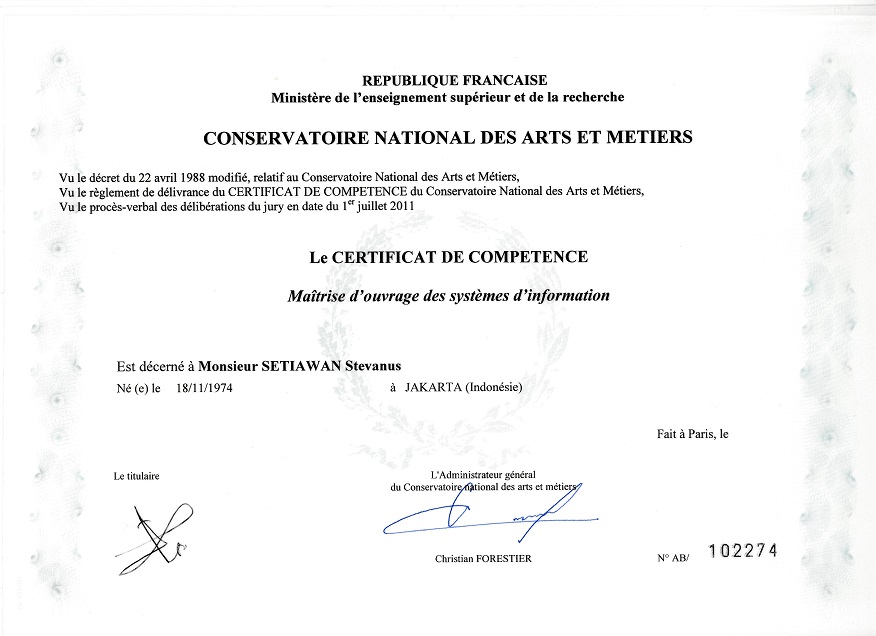 REPUBLIQUE FRANCAISE
Ministère de l'enseignement supérieur et de la recherche
CONSERVATOIRE NATIONAL DES ARTS ET METIERS
Vu le décret du 22 avril 1988 modifié, relatif au Conservatoire National des Arts et Métiers,
Vu le règlement de délivrance du CERTIFICAT DE COMPETENCE du Conservatoire National des Arts et Métiers,
Vu le procès-verbal des délibérations du jury en date du 1er juillet 2011
Le CERTIFICAT DE COMPETENCE
Maîtrise d'ouvrage des systèmes d'information
Est décerné à Monsieur SETIAWAN Stevanus
Né (e) le 18/11/1974 à JAKARTA (Indonésie)
Fait à Paris, le
Le titulaire
L'Administrateur général
du Conservatoire national des arts et métiers
Christian FORESTIER
N° AB/ 102274